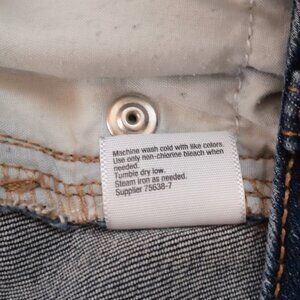 Machine wash cold with like colors.
Use only non-chlorine bleach when
needed.
Tumble dry low.
Steam iron as needed.
Supplier 75638-7